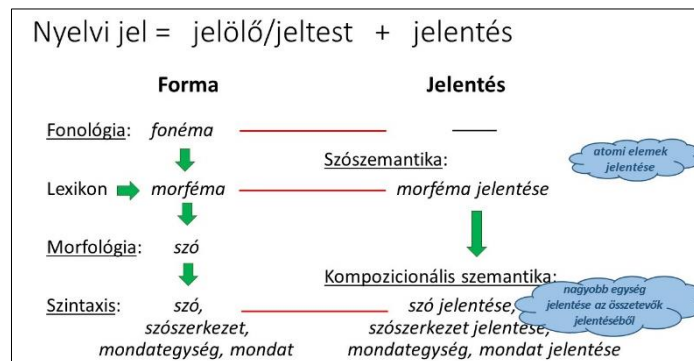 Nyelvi jel = jelölő/jeltest + jelentés
Forma Jelentés
Fonológia: fonéma
atomi elemek
jelentése
Szószemantika:
Lexikon morféma morféma jelentése
Morfológia: szó
Kompozicionális szemantika:
nagyobb egység
jelentése az összetevők
jelentéséből
Szintaxis: szó, szó jelentése,
szószerkezet, szószerkezet jelentése,
mondategység, mondat mondategység, mondat jelentése